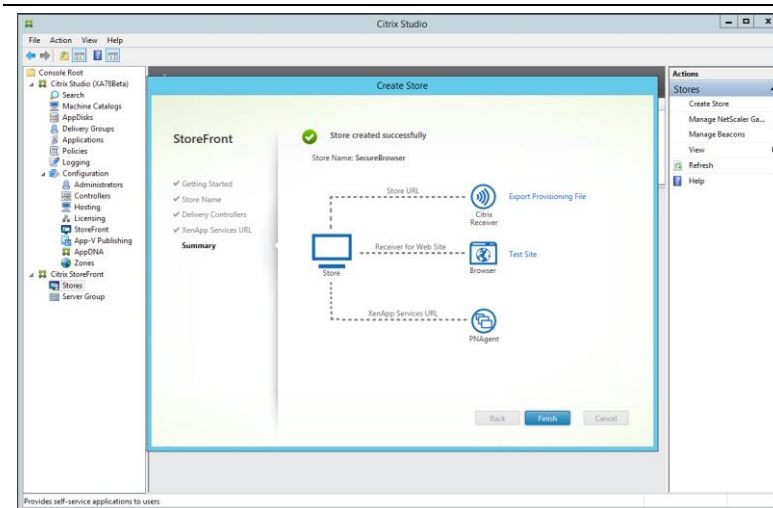 Citrix Studio
File Action View Help
Console Root
Citrix Studio (XA78Beta)
Search
Machine Catalogs
AppDisks
Delivery Groups
Applications
Policies
Logging
Configuration
Administrators
Controllers
Hosting
Licensing
StoreFront
App-V Publishing
AppDNA
Zones
Citrix StoreFront
Stores
Server Group
Create Store
StoreFront
Getting Started
Store Name
Delivery Controllers
XenApp Services URL
Summary
Store created successfully
Store Name: SecureBrowser
Store URL
Export Provisioning File
Citrix
Receiver
Receiver for Web Site
Test Site
Store
Browser
XenApp Services URL
PNAgent
Back Finish Cancel
Actions
Stores
Create Store
Manage NetScaler Ga...
Manage Beacons
View
Refresh
Help
Provides self-service applications to users